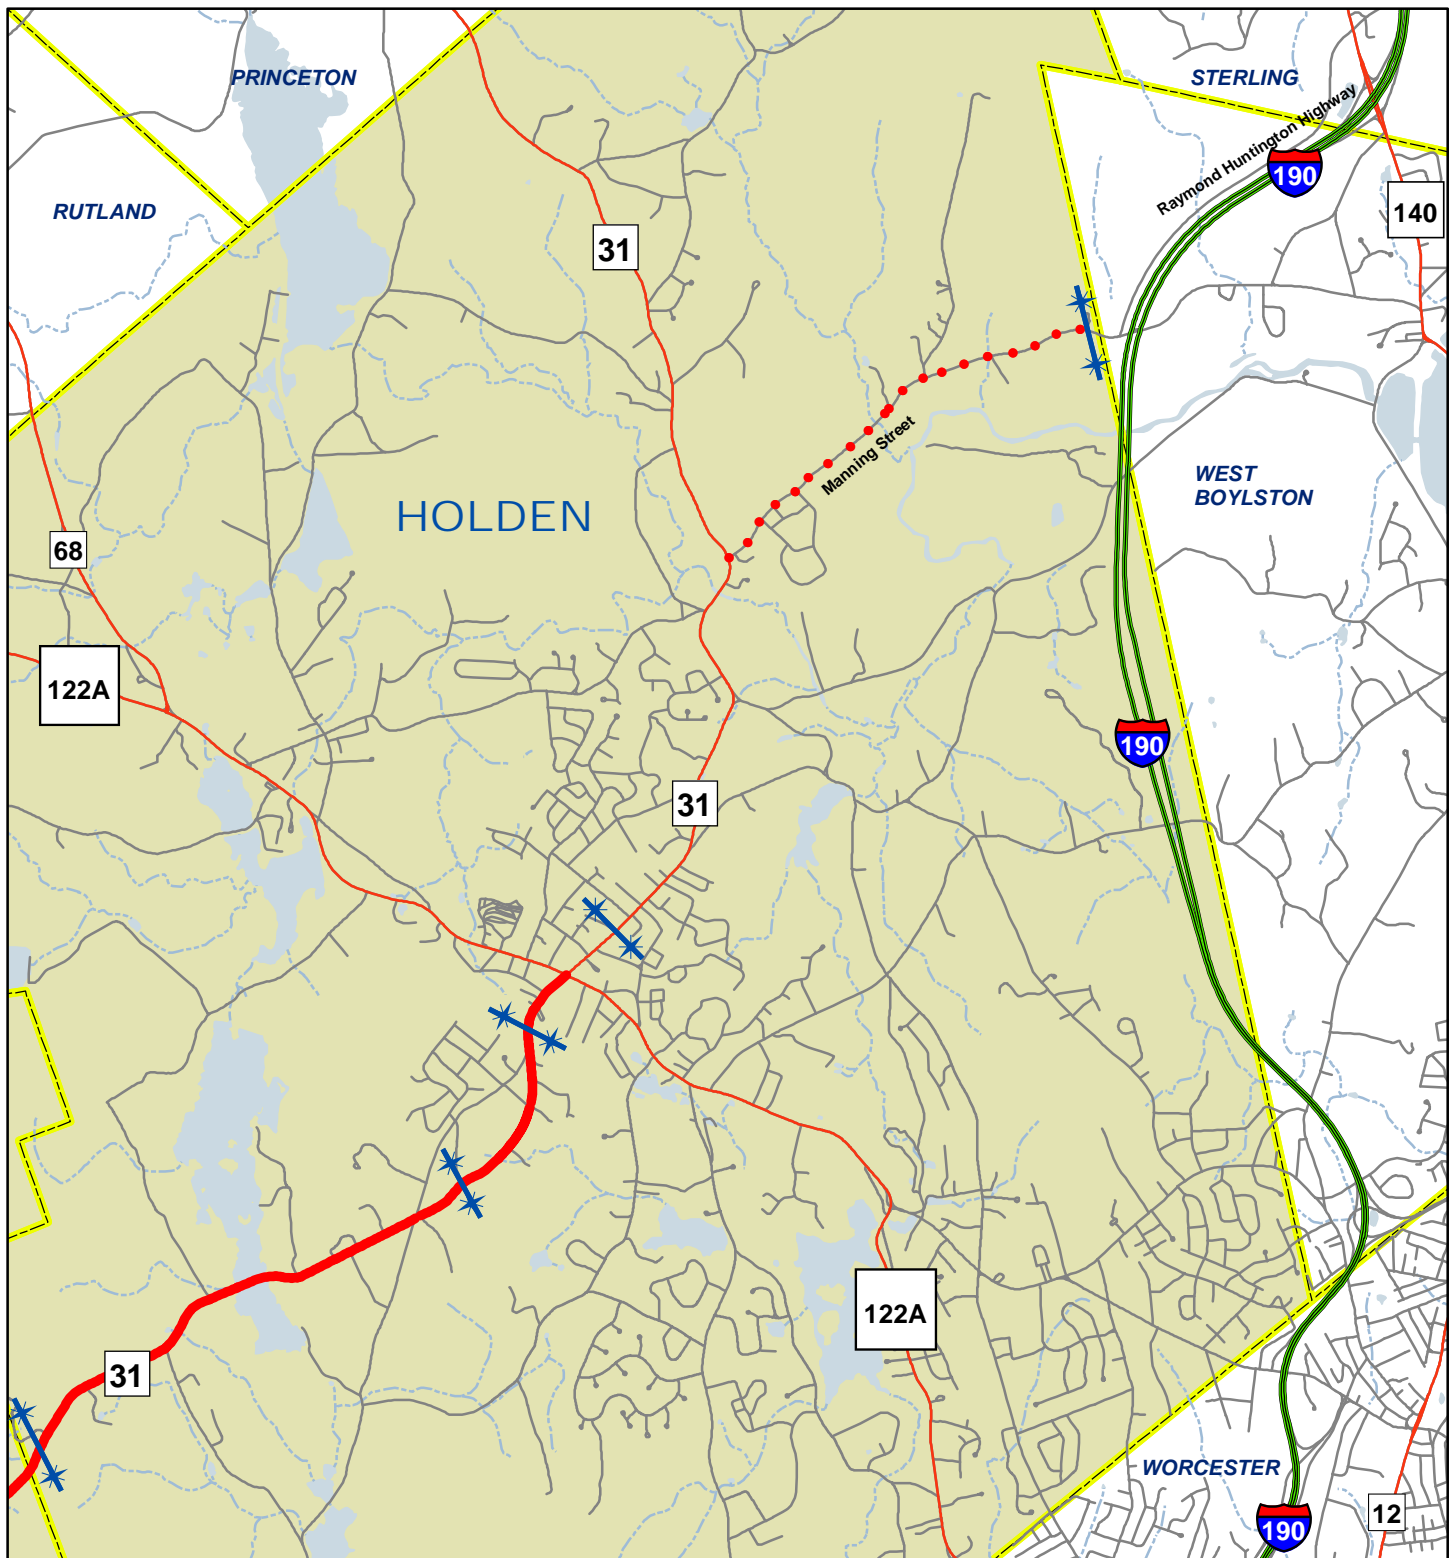 PRINCETON
STERLING
Raymond Huntington Highway
190
RUTLAND
140
31
Manning Street
WEST
BOYLSTON
HOLDEN
68
122A
190
31
122A
31
WORCESTER
12
190